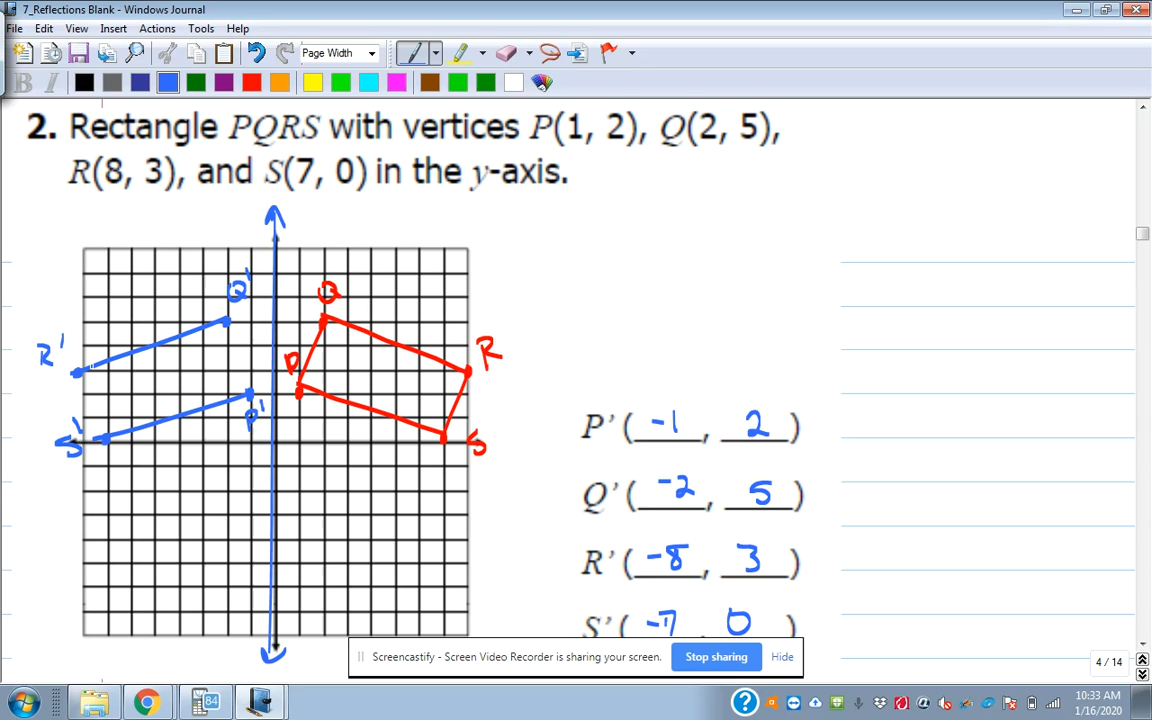 7_Reflections Blank - Windows Journal
File Edit View Insert Actions Tools Help
Page Width
B I
2. Rectangle PQRS with vertices P(1, 2), Q(2, 5),
R(8, 3), and S(7, 0) in the y-axis.
Q' Q
R' P R
P'
S' S
P' ( -1 , 2 )
Q' ( -2 , 5 )
R' ( -8 , 3 )
S' ( -7 , 0 )
Screencastify - Screen Video Recorder is sharing your screen. Stop sharing Hide
4 / 14
84
10:33 AM
1/16/2020